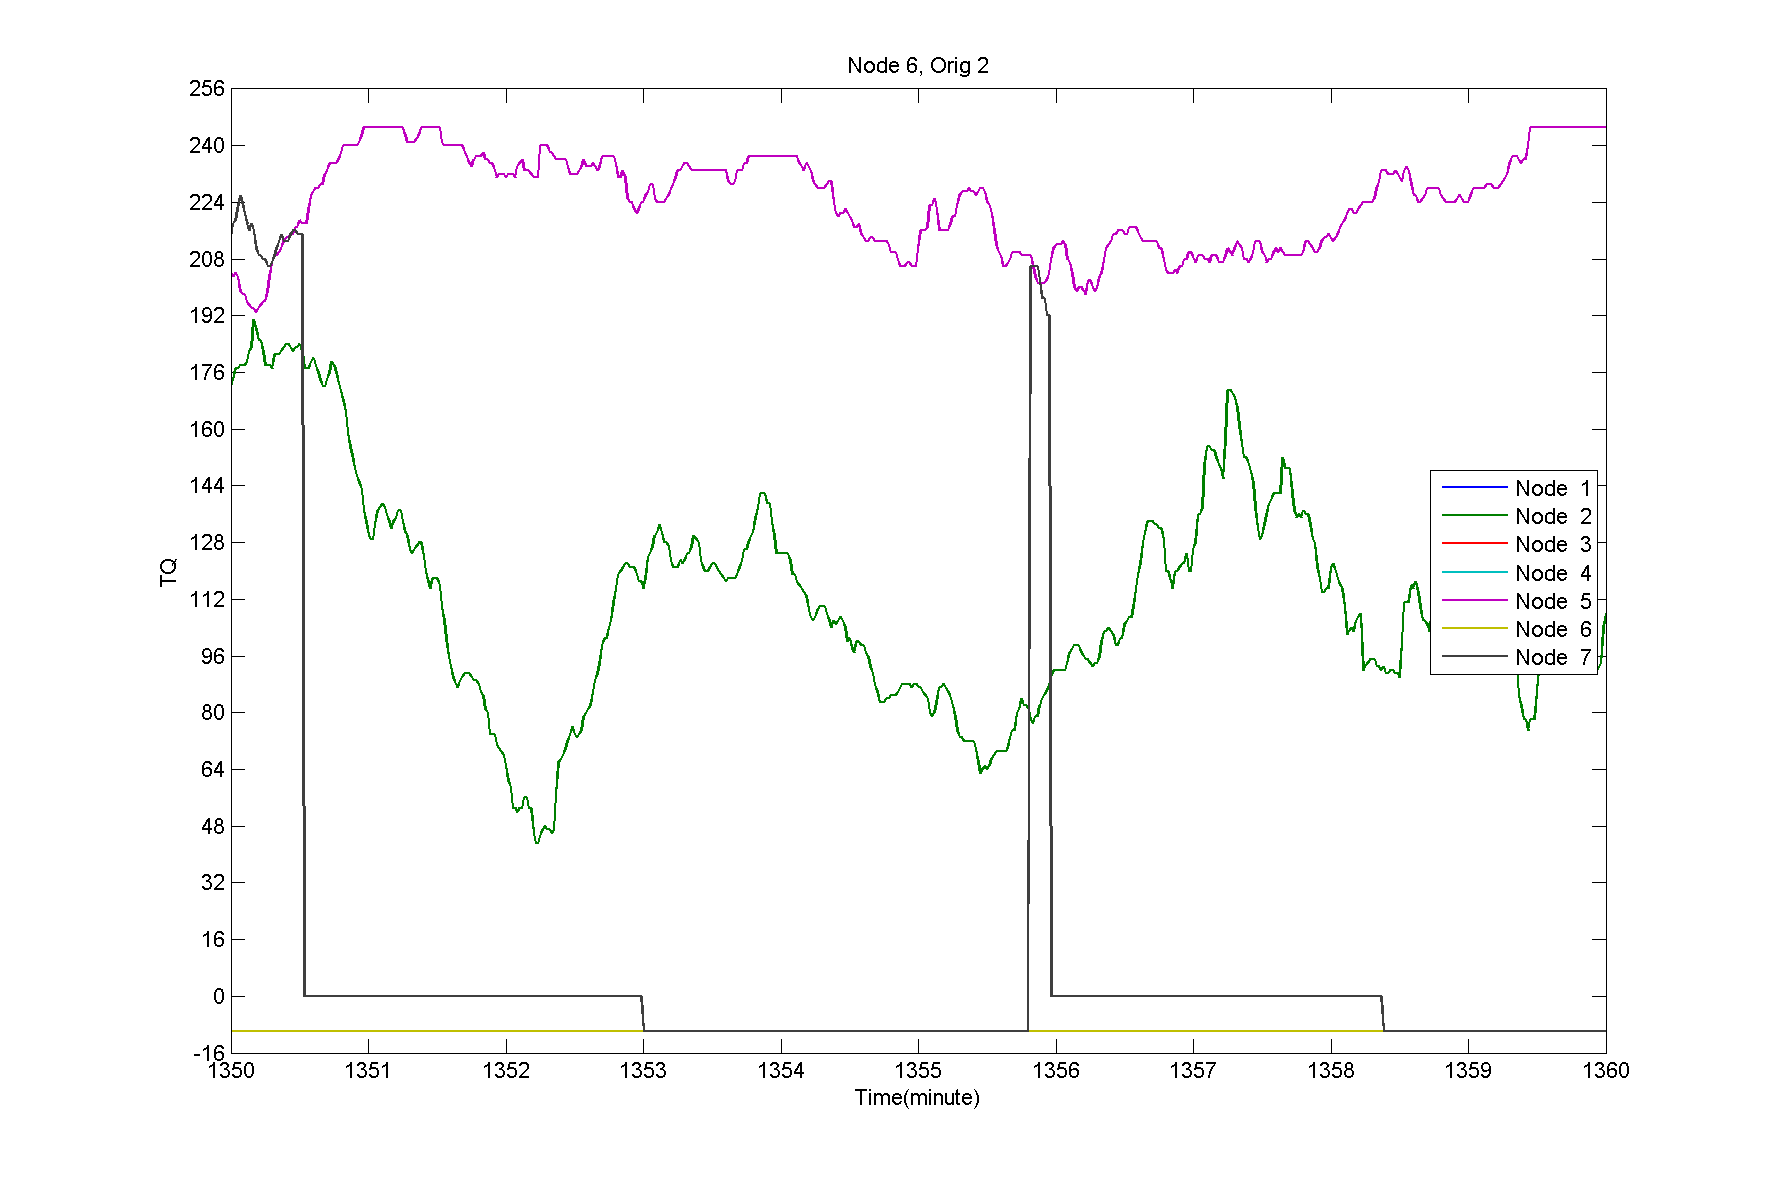 Node 6, Orig 2
256
240
224
208
192
176
160
144
128
112
96
80
64
48
32
16
0
-16
TQ
1350 1351 1352 1353 1354 1355 1356 1357 1358 1359 1360
Time(minute)
Node 1
Node 2
Node 3
Node 4
Node 5
Node 6
Node 7